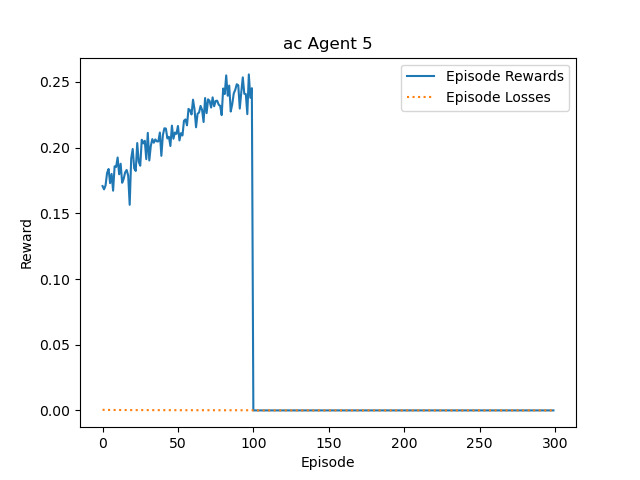 ac Agent 5
Episode Rewards
Episode Losses
Reward
0.25
0.20
0.15
0.10
0.05
0.00
0 50 100 150 200 250 300
Episode